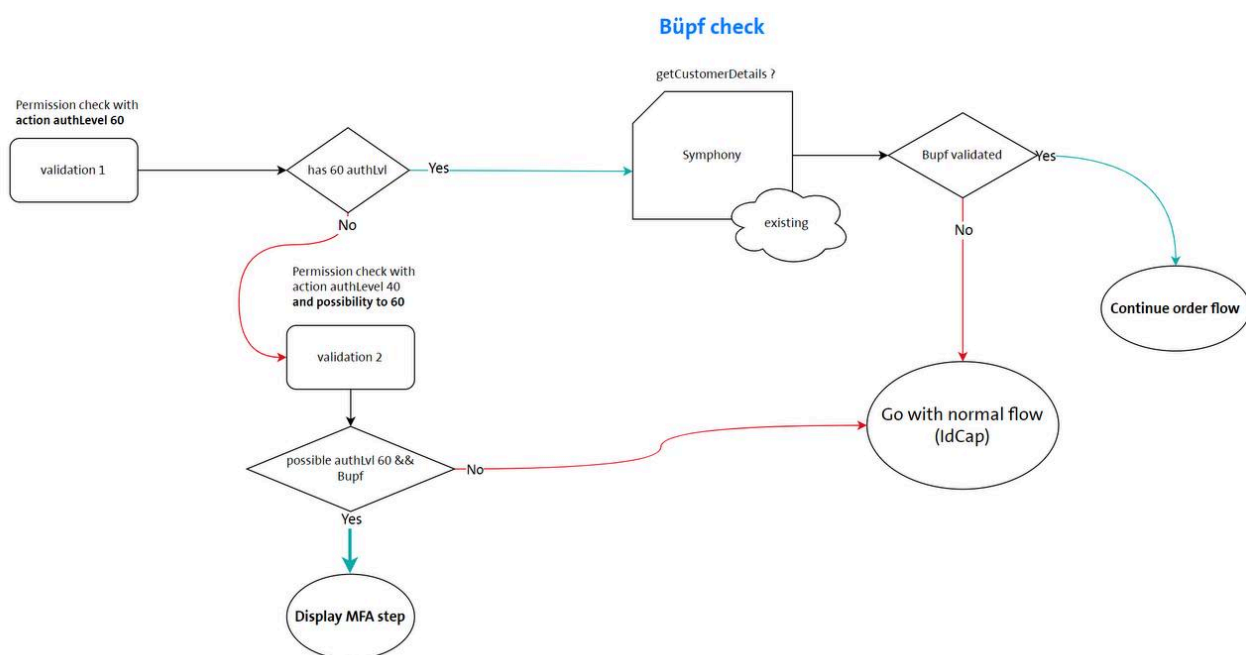 Büpf check
getCustomerDetails ?
Permission check with
action authLevel 60
validation 1
has 60 authLvl
Yes
Symphony
existing
Bupf validated
Yes
No
No
Permission check with
action authLevel 40
and possibility to 60
validation 2
Continue order flow
Go with normal flow
(IdCap)
possible authLvl 60 &&
Bupf
No
Yes
Display MFA step